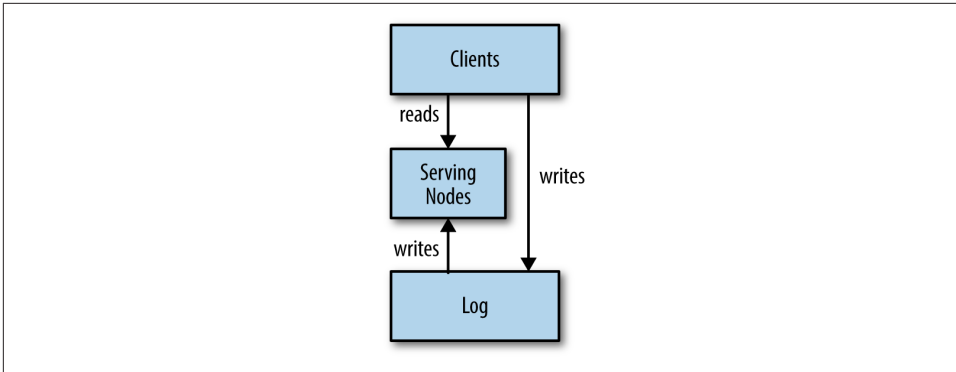 Clients
reads
Serving
Nodes
writes
writes
Log